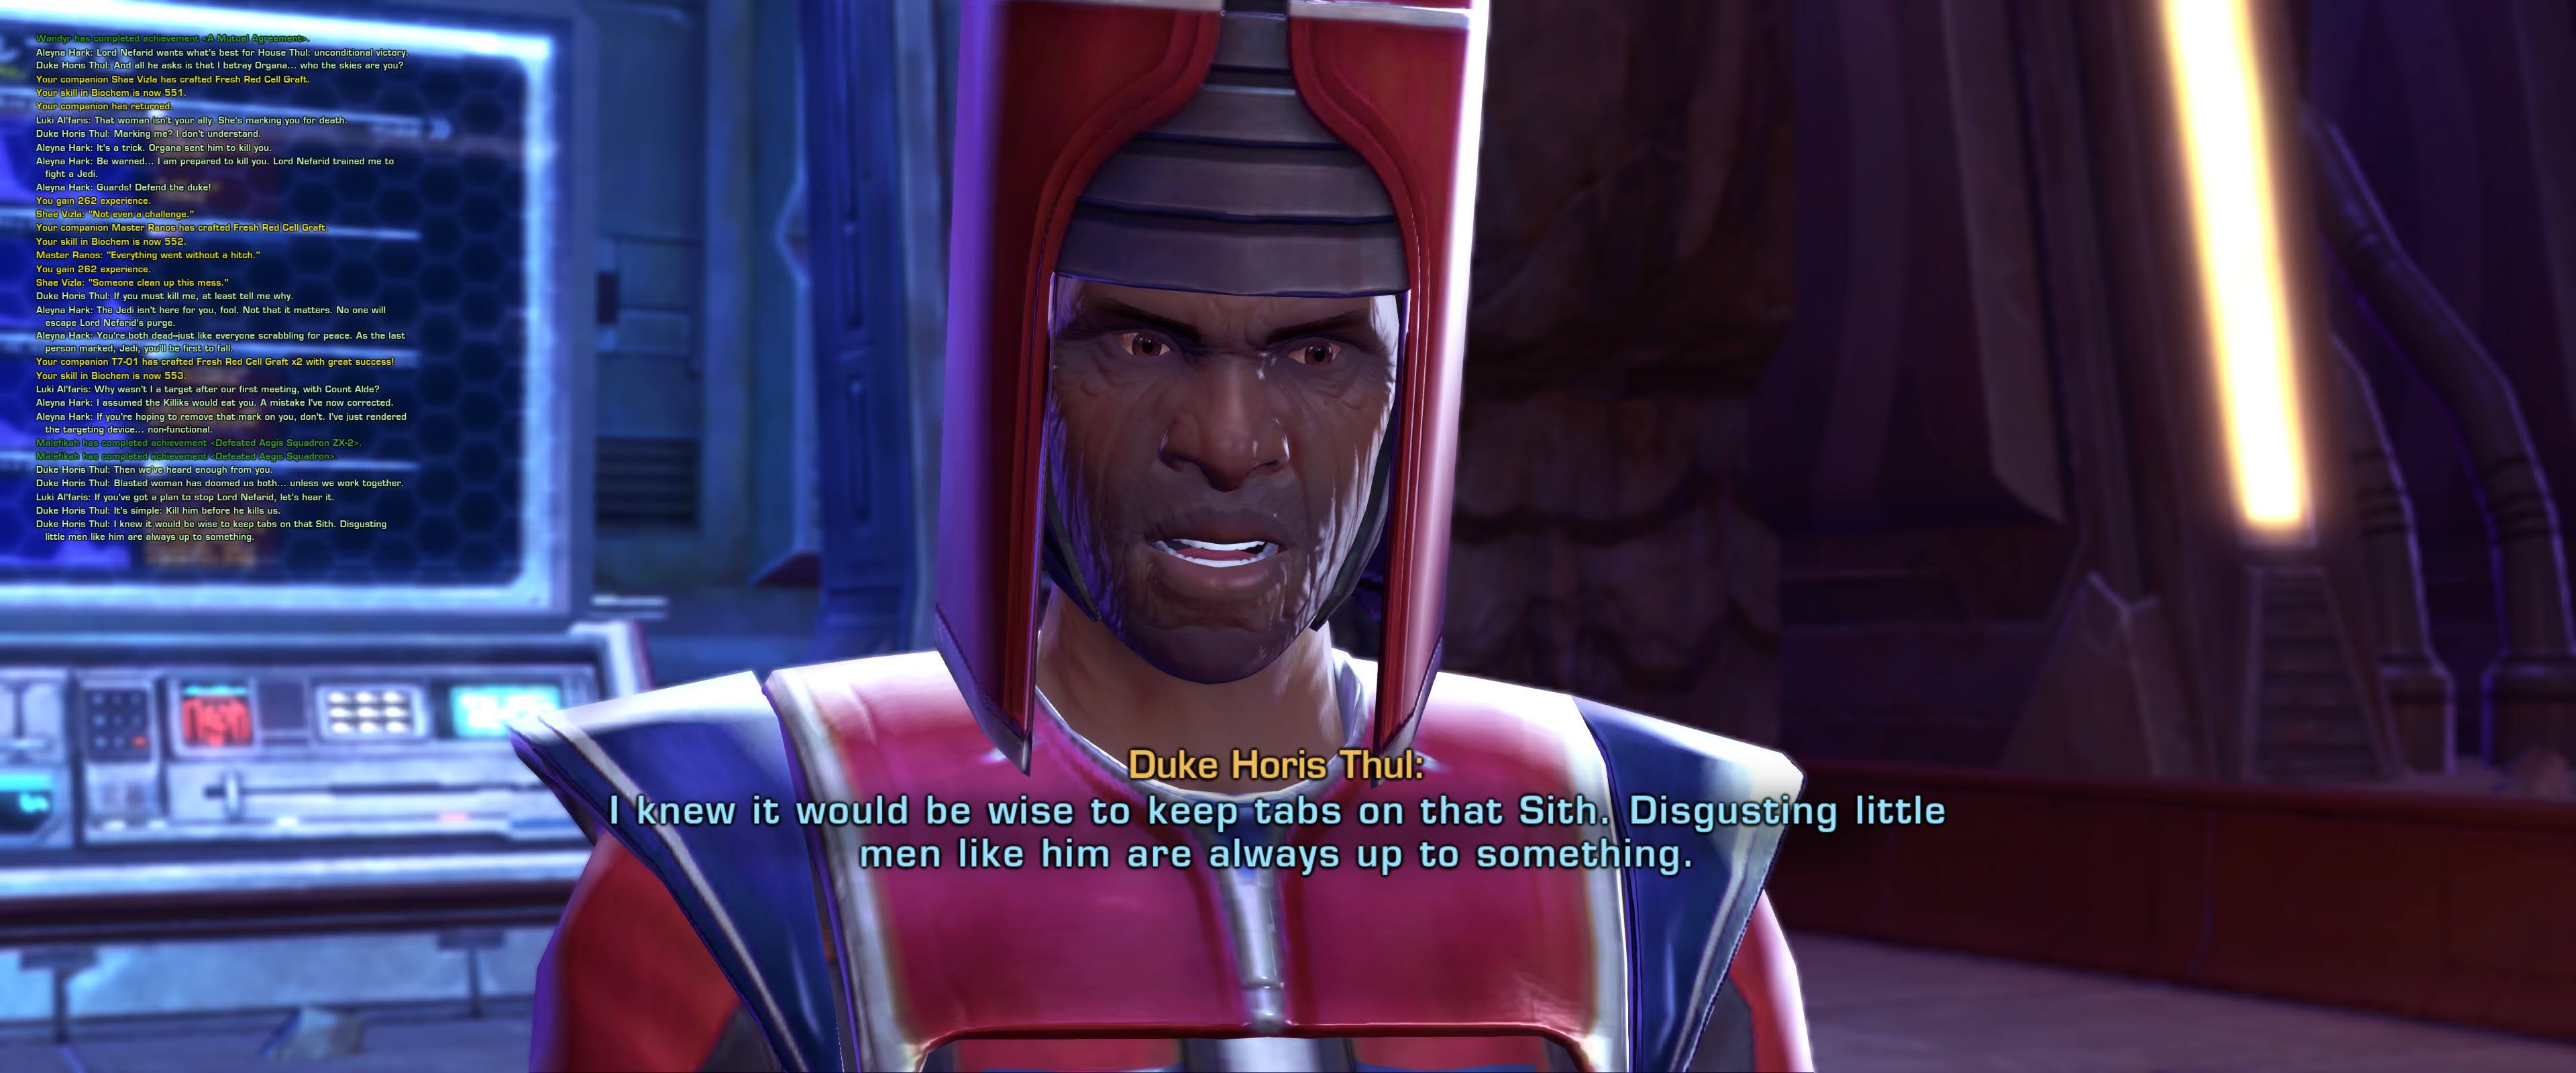 Wøndyr has completed achievement <A Mutual Agreement>.
Aleyna Hark: Lord Nefarid wants what's best for House Thul: unconditional victory.
Duke Horis Thul: And all he asks is that I betray Organa... who the skies are you?
Your companion Shae Vizla has crafted Fresh Red Cell Graft.
Your skill in Biochem is now 551.
Your companion has returned.
Luki Al'faris: That woman isn't your ally. She's marking you for death.
Duke Horis Thul: Marking me? I don't understand.
Aleyna Hark: It's a trick. Organa sent him to kill you.
Aleyna Hark: Be warned... I am prepared to kill you. Lord Nefarid trained me to
fight a Jedi.
Aleyna Hark: Guards! Defend the duke!
You gain 262 experience.
Shae Vizla: "Not even a challenge."
Your companion Master Ranos has crafted Fresh Red Cell Graft.
Your skill in Biochem is now 552.
Master Ranos: "Everything went without a hitch."
You gain 262 experience.
Shae Vizla: "Someone clean up this mess."
Duke Horis Thul: If you must kill me, at least tell me why.
Aleyna Hark: The Jedi isn't here for you, fool. Not that it matters. No one will
escape Lord Nefarid's purge.
Aleyna Hark: You're both dead—just like everyone scrabbling for peace. As the last
person marked, Jedi, you'll be first to fall.
Your companion T7-01 has crafted Fresh Red Cell Graft x2 with great success!
Your skill in Biochem is now 553.
Luki Al'faris: Why wasn't I a target after our first meeting, with Count Alde?
Aleyna Hark: I assumed the Killiks would eat you. A mistake I've now corrected.
Aleyna Hark: If you're hoping to remove that mark on you, don't. I've just rendered
the targeting device... non-functional.
Malefikah has completed achievement <Defeated Aegis Squadron ZX-2>.
Malefikah has completed achievement <Defeated Aegis Squadron>.
Duke Horis Thul: Then we've heard enough from you.
Duke Horis Thul: Blasted woman has doomed us both... unless we work together.
Luki Al'faris: If you've got a plan to stop Lord Nefarid, let's hear it.
Duke Horis Thul: It's simple: Kill him before he kills us.
Duke Horis Thul: I knew it would be wise to keep tabs on that Sith. Disgusting
little men like him are always up to something.
Duke Horis Thul:
I knew it would be wise to keep tabs on that Sith. Disgusting little
men like him are always up to something.